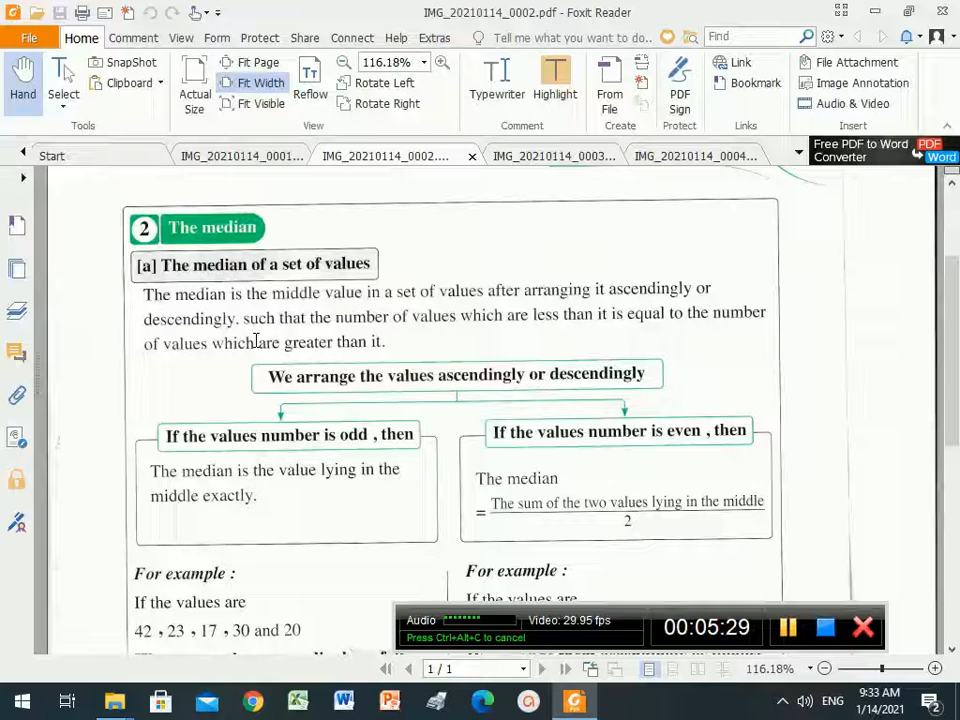 IMG_20210114_0002.pdf - Foxit Reader
File Home Comment View Form Protect Share Connect Help Extras Tell me what you want to do.. Find
Hand
Select
SnapShot
Clipboard
Tools
Actual Size
Fit Page
Fit Width
Fit Visible
Reflow
116.18%
Rotate Left
Rotate Right
View
Typewriter
Highlight
Comment
From File
Create
PDF Sign
Protect
Link
Bookmark
Links
File Attachment
Image Annotation
Audio & Video
Insert
Start
IMG_20210114_0001....
IMG_20210114_0002....
IMG_20210114_0003....
IMG_20210114_0004....
Free PDF to Word Converter
PDF
Word
2 The median
[a] The median of a set of values
The median is the middle value in a set of values after arranging it ascendingly or
descendingly. such that the number of values which are less than it is equal to the number
of values which are greater than it.
We arrange the values ascendingly or descendingly
If the values number is odd , then
The median is the value lying in the
middle exactly.
If the values number is even , then
The median
= The sum of the two values lying in the middle
2
For example :
If the values are
42 , 23 , 17 , 30 and 20
For example :
If the values are
Audio
Video: 29.95 fps
Press Ctrl+Alt+C to cancel
00:05:29
1 / 1
116.18%
ENG
9:33 AM
1/14/2021
2